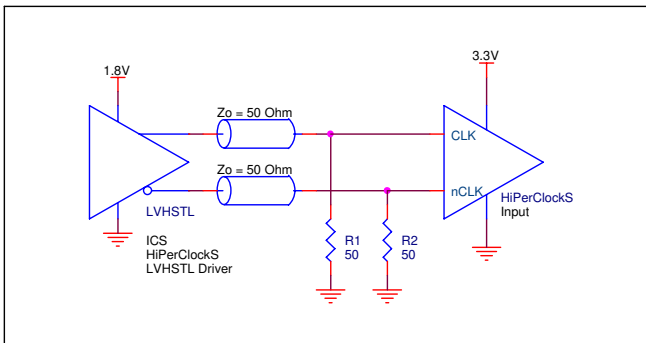 1.8V
3.3V
Zo = 50 Ohm
CLK
Zo = 50 Ohm
nCLK
HiPerClockS
Input
LVHSTL
ICS
HiPerClockS
LVHSTL Driver
R1
50
R2
50